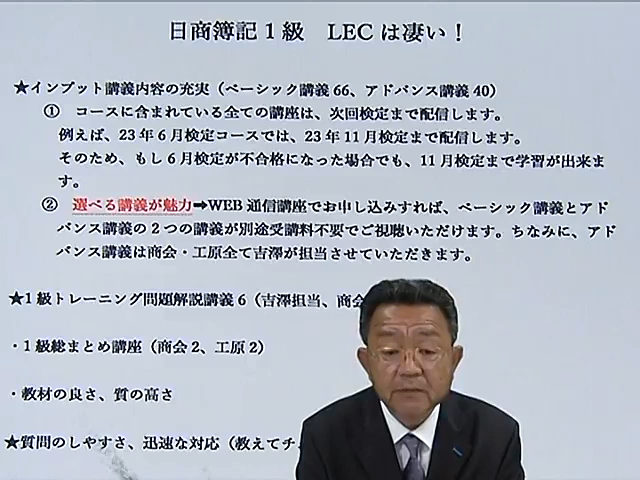 日商簿記1級　LECは凄い！
★インプット講義内容の充実（ベーシック講義66、アドバンス講義40）
①　コースに含まれている全ての講座は、次回検定まで配信します。
例えば、23年6月検定コースでは、23年11月検定まで配信します。
そのため、もし6月検定が不合格になった場合でも、11月検定まで学習が出来ま
す。
②　選べる講義が魅力➡WEB通信講座でお申し込みすれば、ベーシック講義とアド
バンス講義の2つの講義が別途受講料不要でご視聴いただけます。ちなみに、アド
バンス講義は商会・工原全て吉澤が担当させていただきます。
★1級トレーニング問題解説講義6（吉澤担当、商会
・1級総まとめ講座（商会2、工原2）
・教材の良さ、質の高さ
★質問のしやすさ、迅速な対応（教えてチ